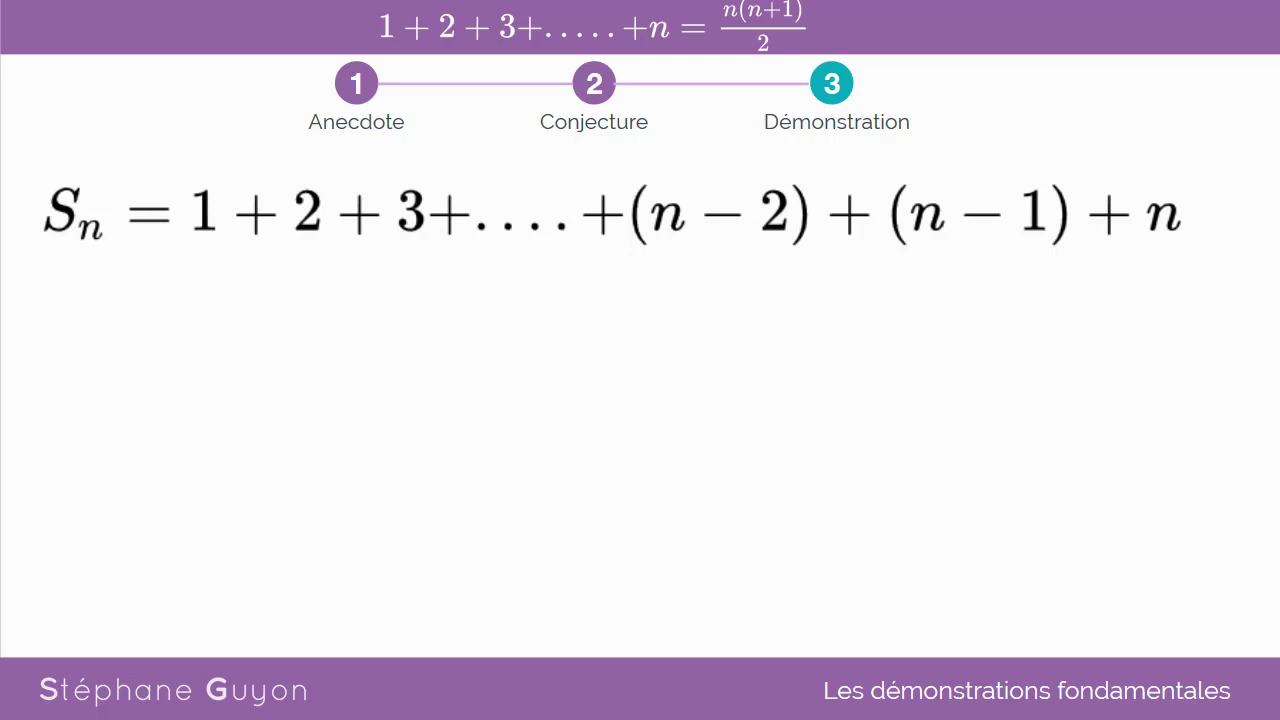 1 + 2 + 3+.....+n = n(n+1)/2
1 2 3
Anecdote Conjecture Démonstration
Sₙ = 1 + 2 + 3+....+(n − 2) + (n − 1) + n
Stéphane Guyon Les démonstrations fondamentales